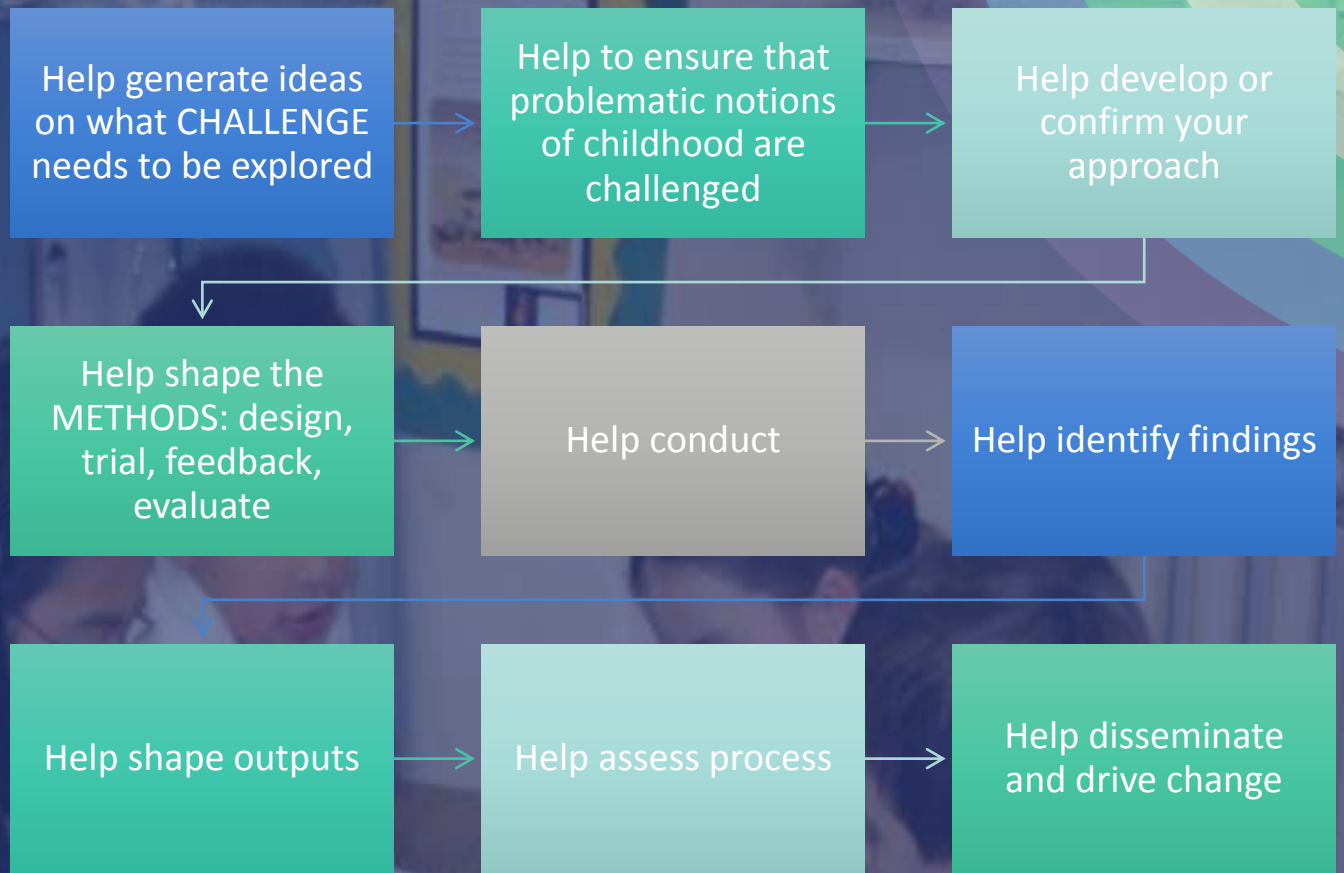 Help generate ideas
on what CHALLENGE
needs to be explored
Help to ensure that
problematic notions
of childhood are
challenged
Help develop or
confirm your
approach
Help shape the
METHODS: design,
trial, feedback,
evaluate
Help conduct
Help identify findings
Help shape outputs
Help assess process
Help disseminate
and drive change